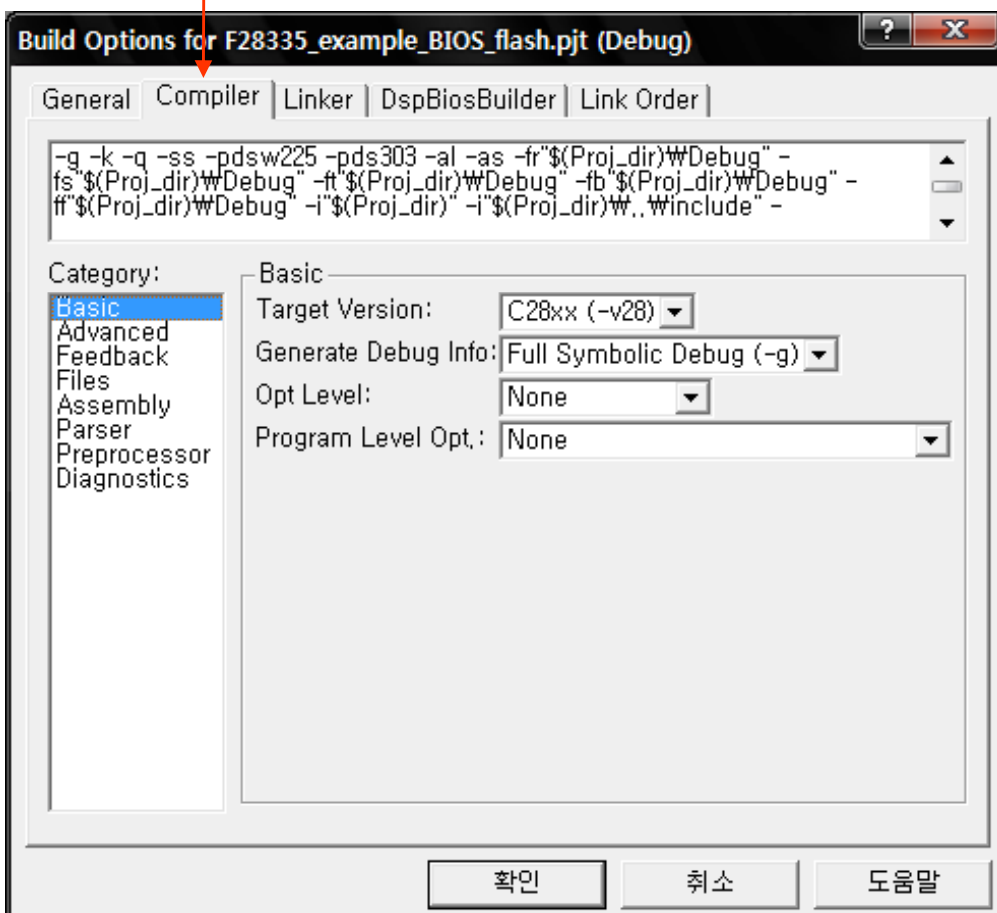 Build Options for F28335_example_BIOS_flash.pjt (Debug)
General Compiler Linker DspBiosBuilder Link Order
-g -k -q -ss -pdsw225 -pds303 -al -as -fr"$(Proj_dir)₩Debug" -
fs"$(Proj_dir)₩Debug" -ft"$(Proj_dir)₩Debug" -fb"$(Proj_dir)₩Debug" -
ff"$(Proj_dir)₩Debug" -i"$(Proj_dir)" -i"$(Proj_dir)₩..₩include" -
Category:
Basic
Advanced
Feedback
Files
Assembly
Parser
Preprocessor
Diagnostics
Basic
Target Version: C28xx (-v28)
Generate Debug Info: Full Symbolic Debug (-g)
Opt Level: None
Program Level Opt.: None
확인 취소 도움말